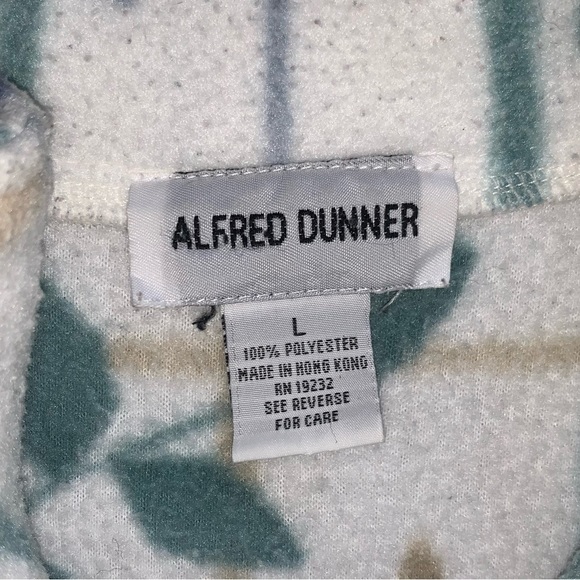 ALFRED DUNNER
L
100% POLYESTER
MADE IN HONG KONG
RN 19232
SEE REVERSE
FOR CARE